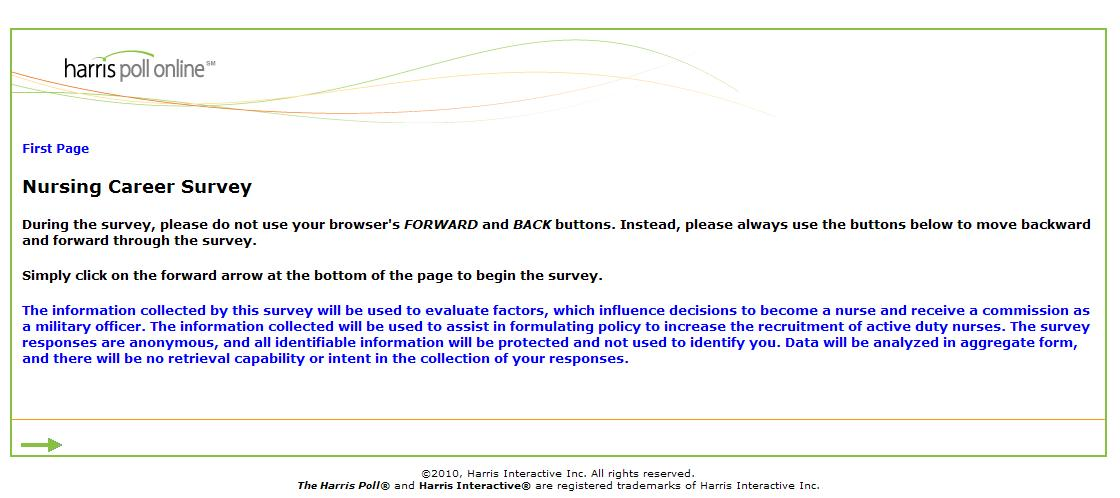 harris poll online SM
First Page
Nursing Career Survey
During the survey, please do not use your browser's FORWARD and BACK buttons. Instead, please always use the buttons below to move backward
and forward through the survey.
Simply click on the forward arrow at the bottom of the page to begin the survey.
The information collected by this survey will be used to evaluate factors, which influence decisions to become a nurse and receive a commission as
a military officer. The information collected will be used to assist in formulating policy to increase the recruitment of active duty nurses. The survey
responses are anonymous, and all identifiable information will be protected and not used to identify you. Data will be analyzed in aggregate form,
and there will be no retrieval capability or intent in the collection of your responses.
©2010, Harris Interactive Inc. All rights reserved.
The Harris Poll® and Harris Interactive® are registered trademarks of Harris Interactive Inc.